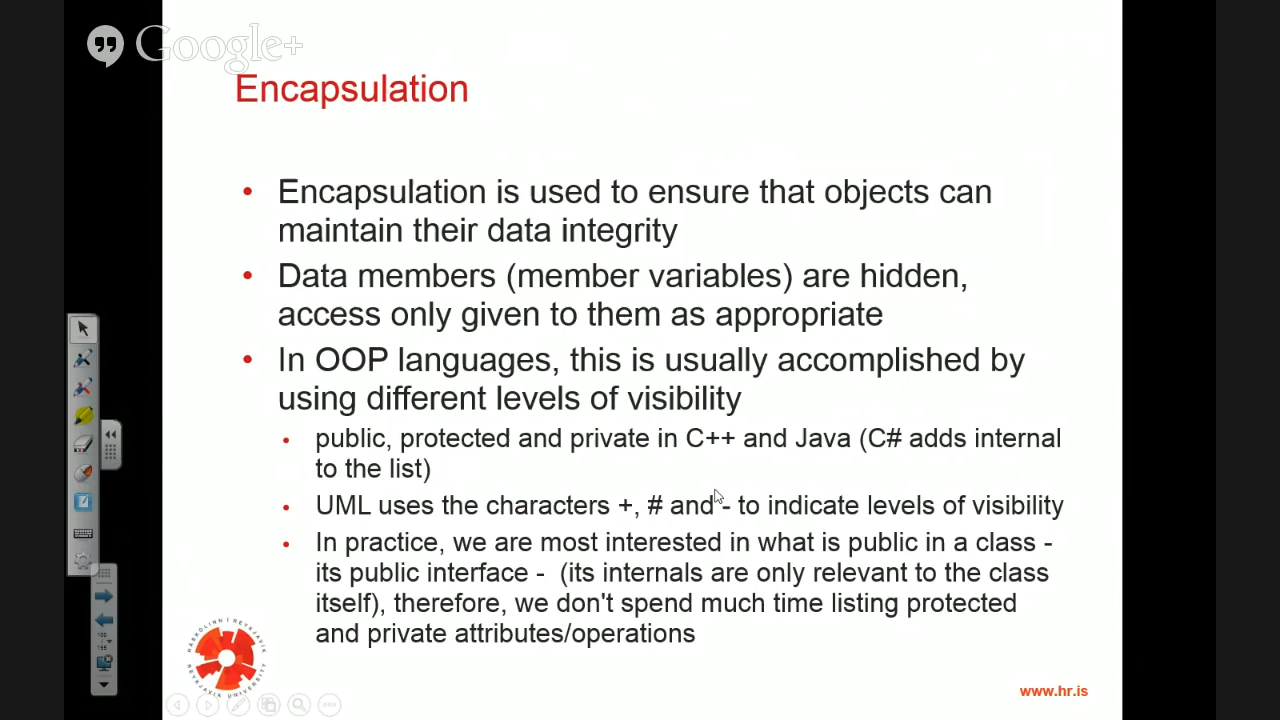 Google+
Encapsulation
• Encapsulation is used to ensure that objects can
maintain their data integrity
• Data members (member variables) are hidden,
access only given to them as appropriate
• In OOP languages, this is usually accomplished by
using different levels of visibility
• public, protected and private in C++ and Java (C# adds internal
to the list)
• UML uses the characters +, # and - to indicate levels of visibility
• In practice, we are most interested in what is public in a class -
its public interface - (its internals are only relevant to the class
itself), therefore, we don't spend much time listing protected
and private attributes/operations
HÁSKÓLINN Í REYKJAVÍK
REYKJAVIK UNIVERSITY
www.hr.is